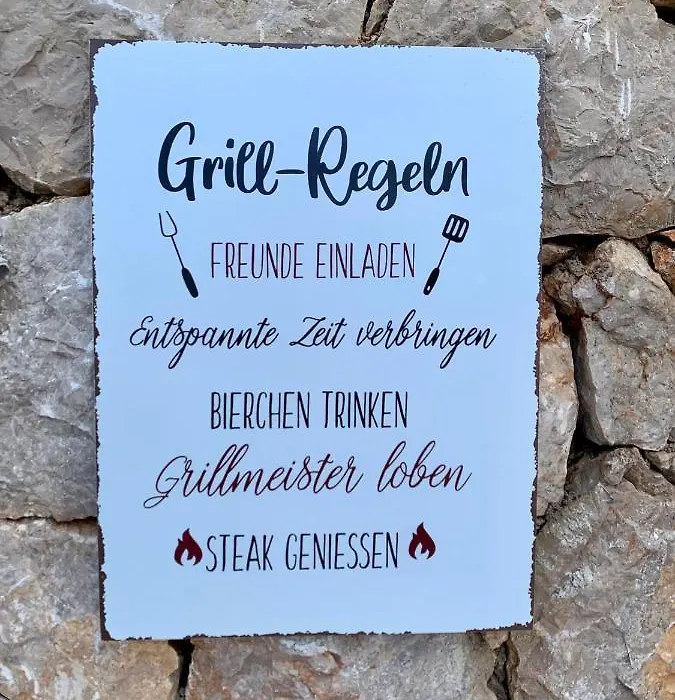 Grill-Regeln
FREUNDE EINLADEN
Entspannte Zeit verbringen
BIERCHEN TRINKEN
Grillmeister loben
STEAK GENIESSEN